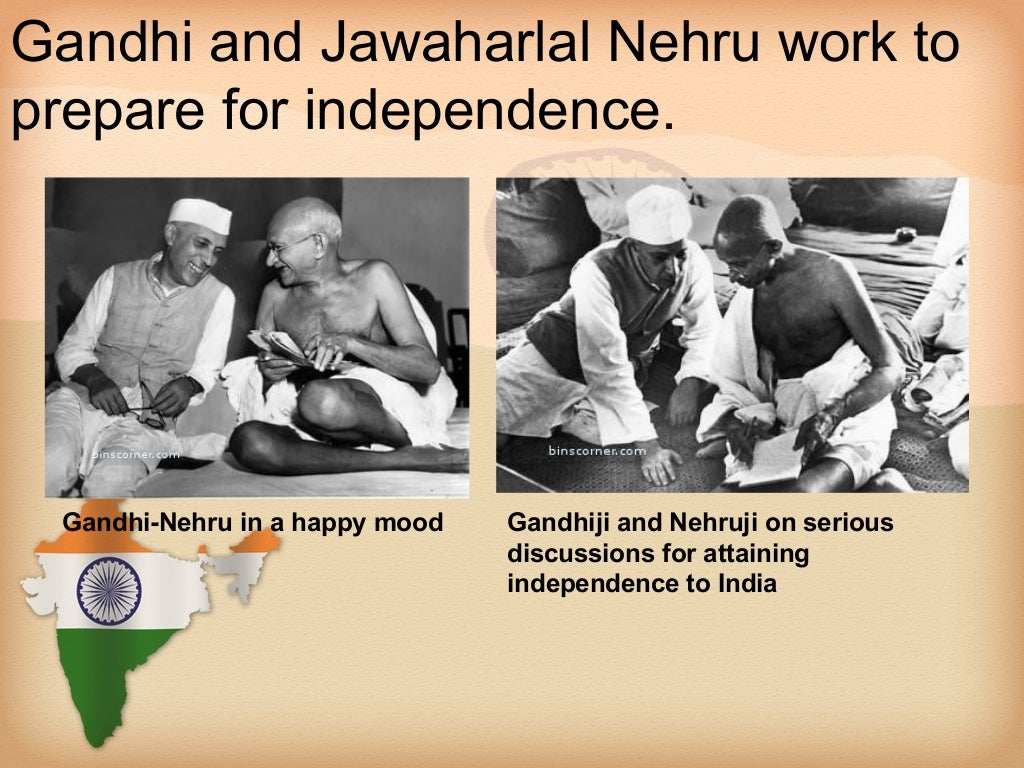 Gandhi and Jawaharlal Nehru work to
prepare for independence.
binscorner.com
binscorner.com
Gandhi-Nehru in a happy mood
Gandhiji and Nehruji on serious
discussions for attaining
independence to India